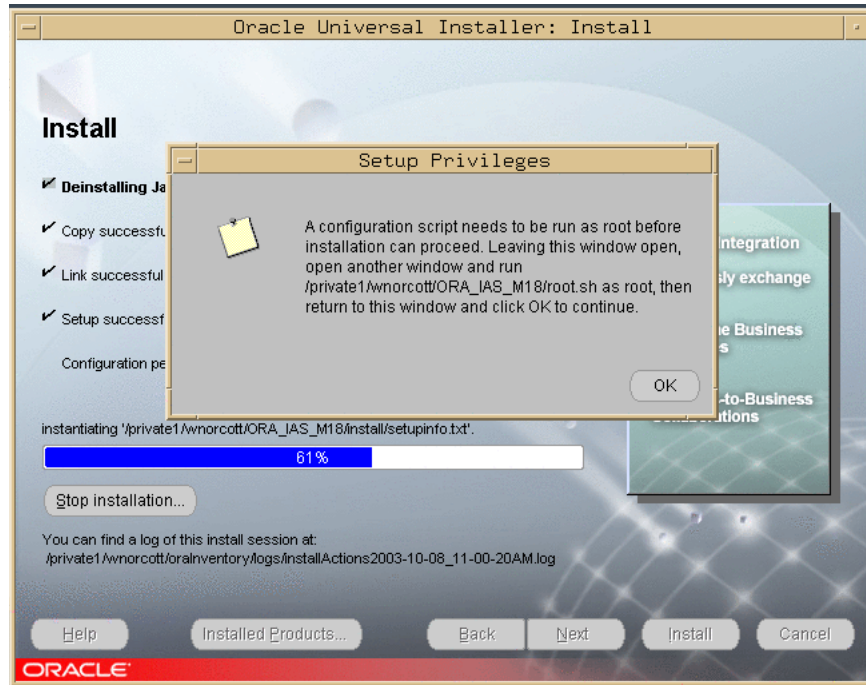 Oracle Universal Installer: Install
Install
Setup Privileges
Deinstalling Ja
Copy successfu
Link successful
Setup successf
Configuration pe
A configuration script needs to be run as root before
installation can proceed. Leaving this window open,
open another window and run
/private1/wnorcott/ORA_IAS_M18/root.sh as root, then
return to this window and click OK to continue.
OK
Integration
sly exchange
e Business
s
-to-Business
instantiating '/private1/wnorcott/ORA_IAS_M18/install/setupinfo.txt'.
61%
Stop installation...
You can find a log of this install session at:
/private1/wnorcott/oraInventory/logs/installActions2003-10-08_11-00-20AM.log
Help
Installed Products...
Back
Next
Install
Cancel
ORACLE